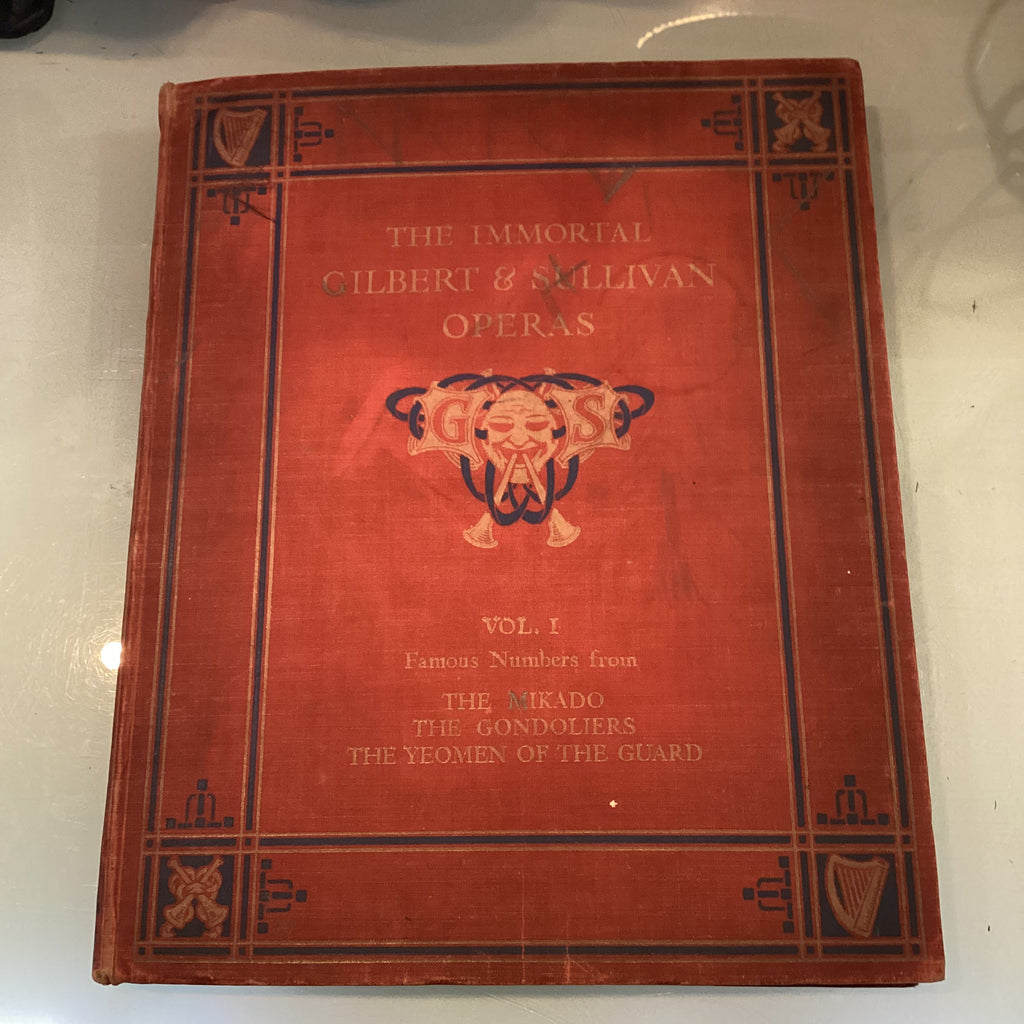 THE IMMORTAL
GILBERT & SULLIVAN
OPERAS
G S
VOL. I
Famous Numbers from
THE MIKADO
THE GONDOLIERS
THE YEOMEN OF THE GUARD